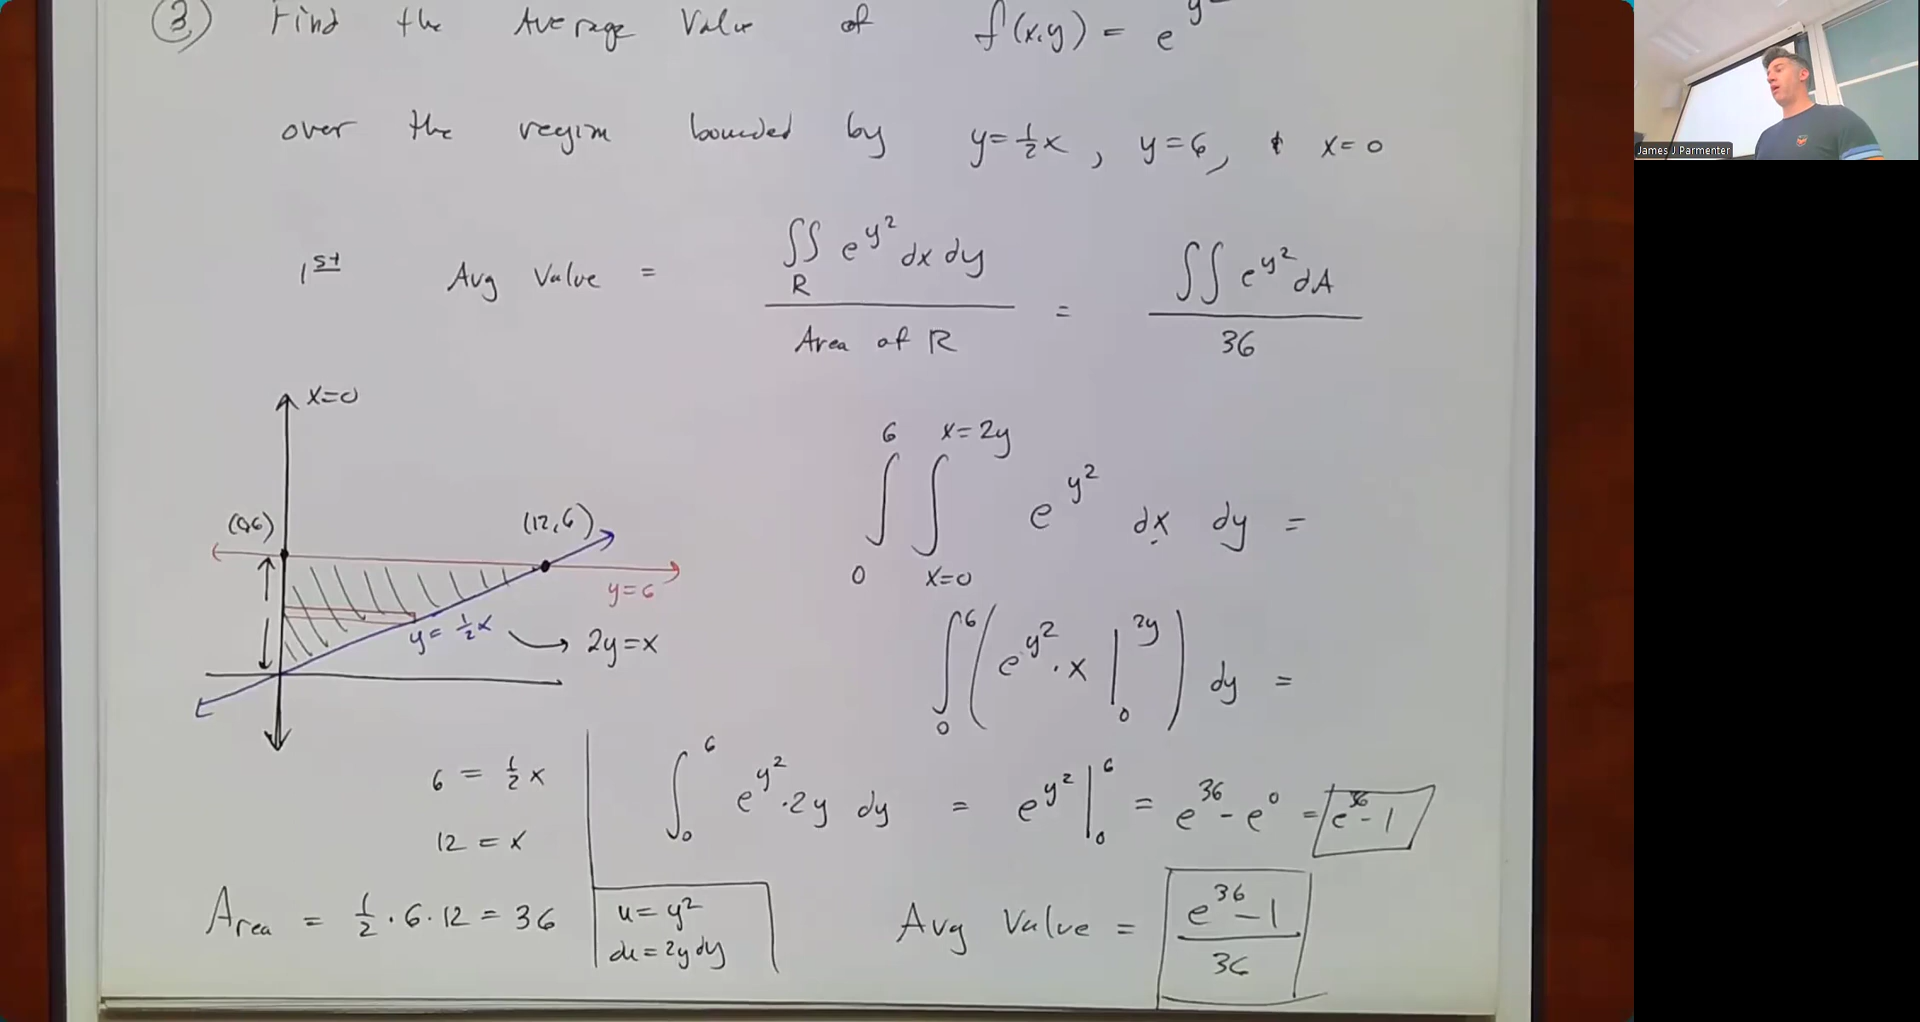 3.) Find the Average Value of f(x,y) = e^y
over the region bounded by y=½x, y=6, & x=0
1st Avg Value = ∬_R e^{y²} dx dy / Area of R = ∬ e^{y²} dA / 36
x=0
(0,6)
(12,6)
y=6
y=½x → 2y=x
∫_0^6 ∫_{x=0}^{x=2y} e^{y²} dx dy =
∫_0^6 (e^{y²}·x |_0^{2y}) dy =
∫_0^6 e^{y²}·2y dy = e^{y²} |_0^6 = e^{36} - e^0 = e^{36}-1
6 = ½x
12 = x
Area = ½·6·12 = 36
u=y²
du=2y dy
Avg Value = e^{36}-1 / 36
James J Parmenter